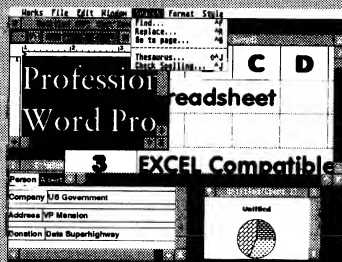 Works File Edit Window Format Style
Find...
Replace... ^R
Go to page... ^G
Thesaurus...
Check Spelling... ^J
C D
Profession
Word Pro
readsheet
3 EXCEL Compatible
Person
Company US Government
Address VP Mansion
Donation Data Superhighway
Untitled